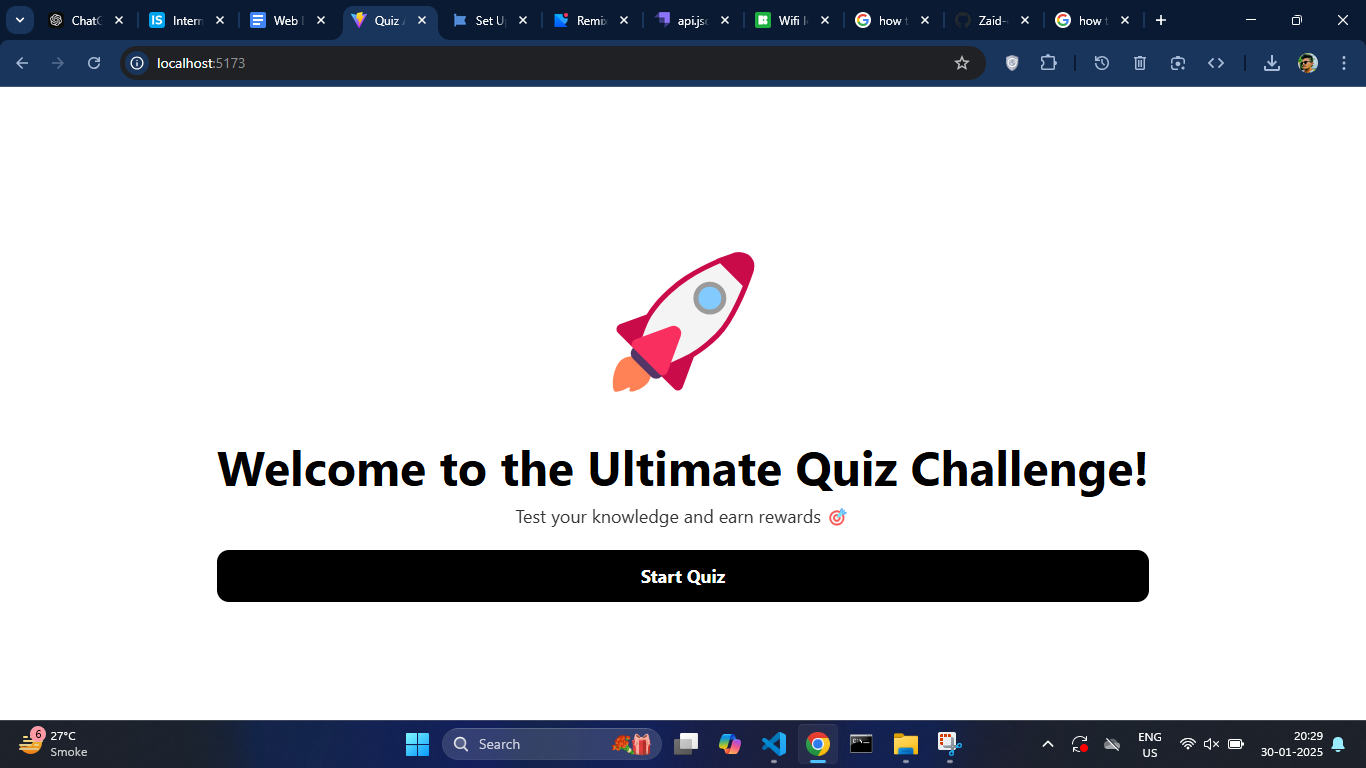 ChatG
Intern
Web
Quiz
Set U
Remix
api.js
Wifi
how t
Zaid-
how t
localhost:5173
Welcome to the Ultimate Quiz Challenge!
Test your knowledge and earn rewards 🎯
Start Quiz
6
27°C
Smoke
Search
ENG
US
20:29
30-01-2025